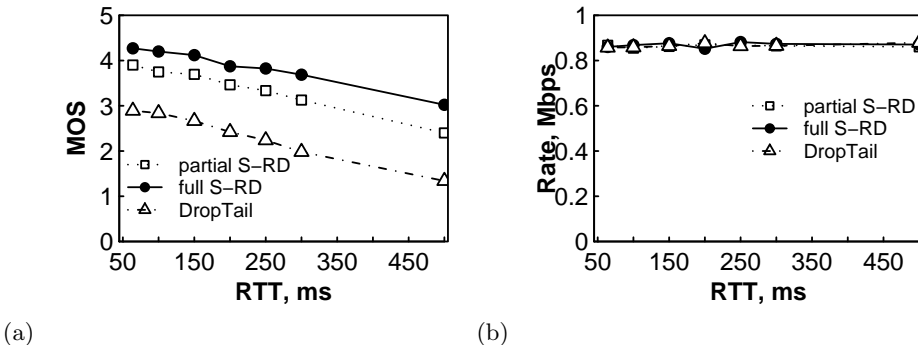 5
4
3
2
1
0
MOS
partial S−RD
full S−RD
DropTail
50
150
250
350
450
RTT, ms
(a)
1
0.8
0.6
0.4
0.2
0
Rate, Mbps
partial S−RD
full S−RD
DropTail
50
150
250
350
450
RTT, ms
(b)